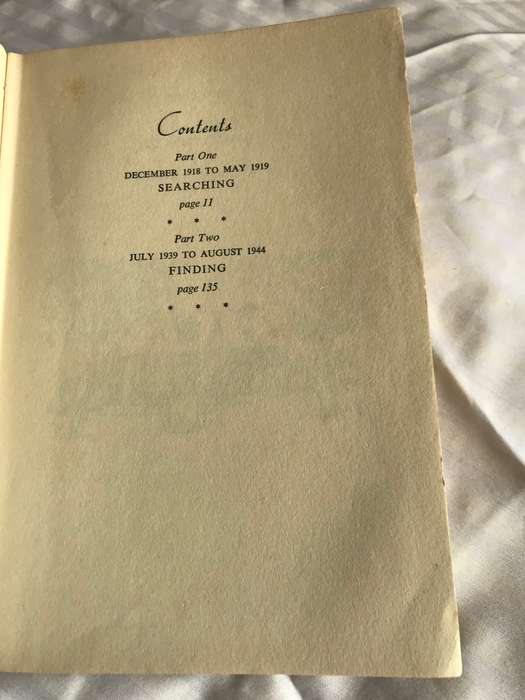 Contents
Part One
DECEMBER 1918 TO MAY 1919
SEARCHING
page 11
* * *
Part Two
JULY 1939 TO AUGUST 1944
FINDING
page 135
* * *